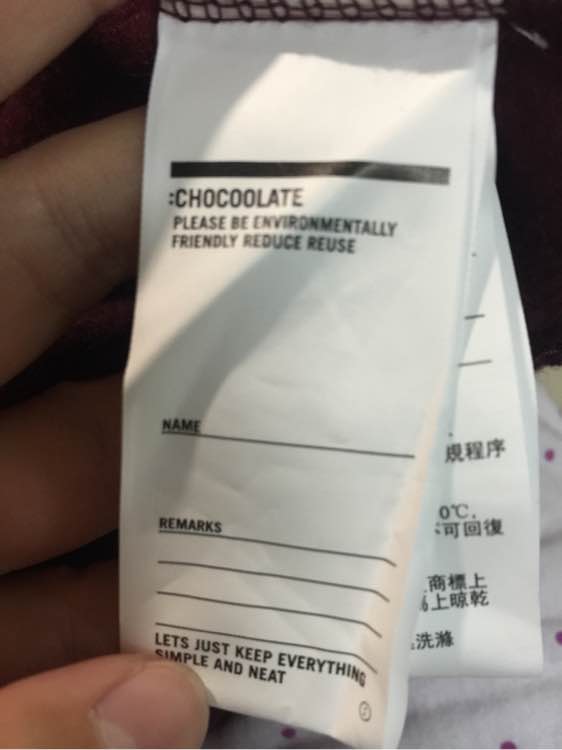 :CHOCOOLATE
PLEASE BE ENVIRONMENTALLY
FRIENDLY REDUCE REUSE
NAME
REMARKS
LETS JUST KEEP EVERYTHING
SIMPLE AND NEAT
規程序
0℃.
不可回復
商標上
上晾乾
洗滌